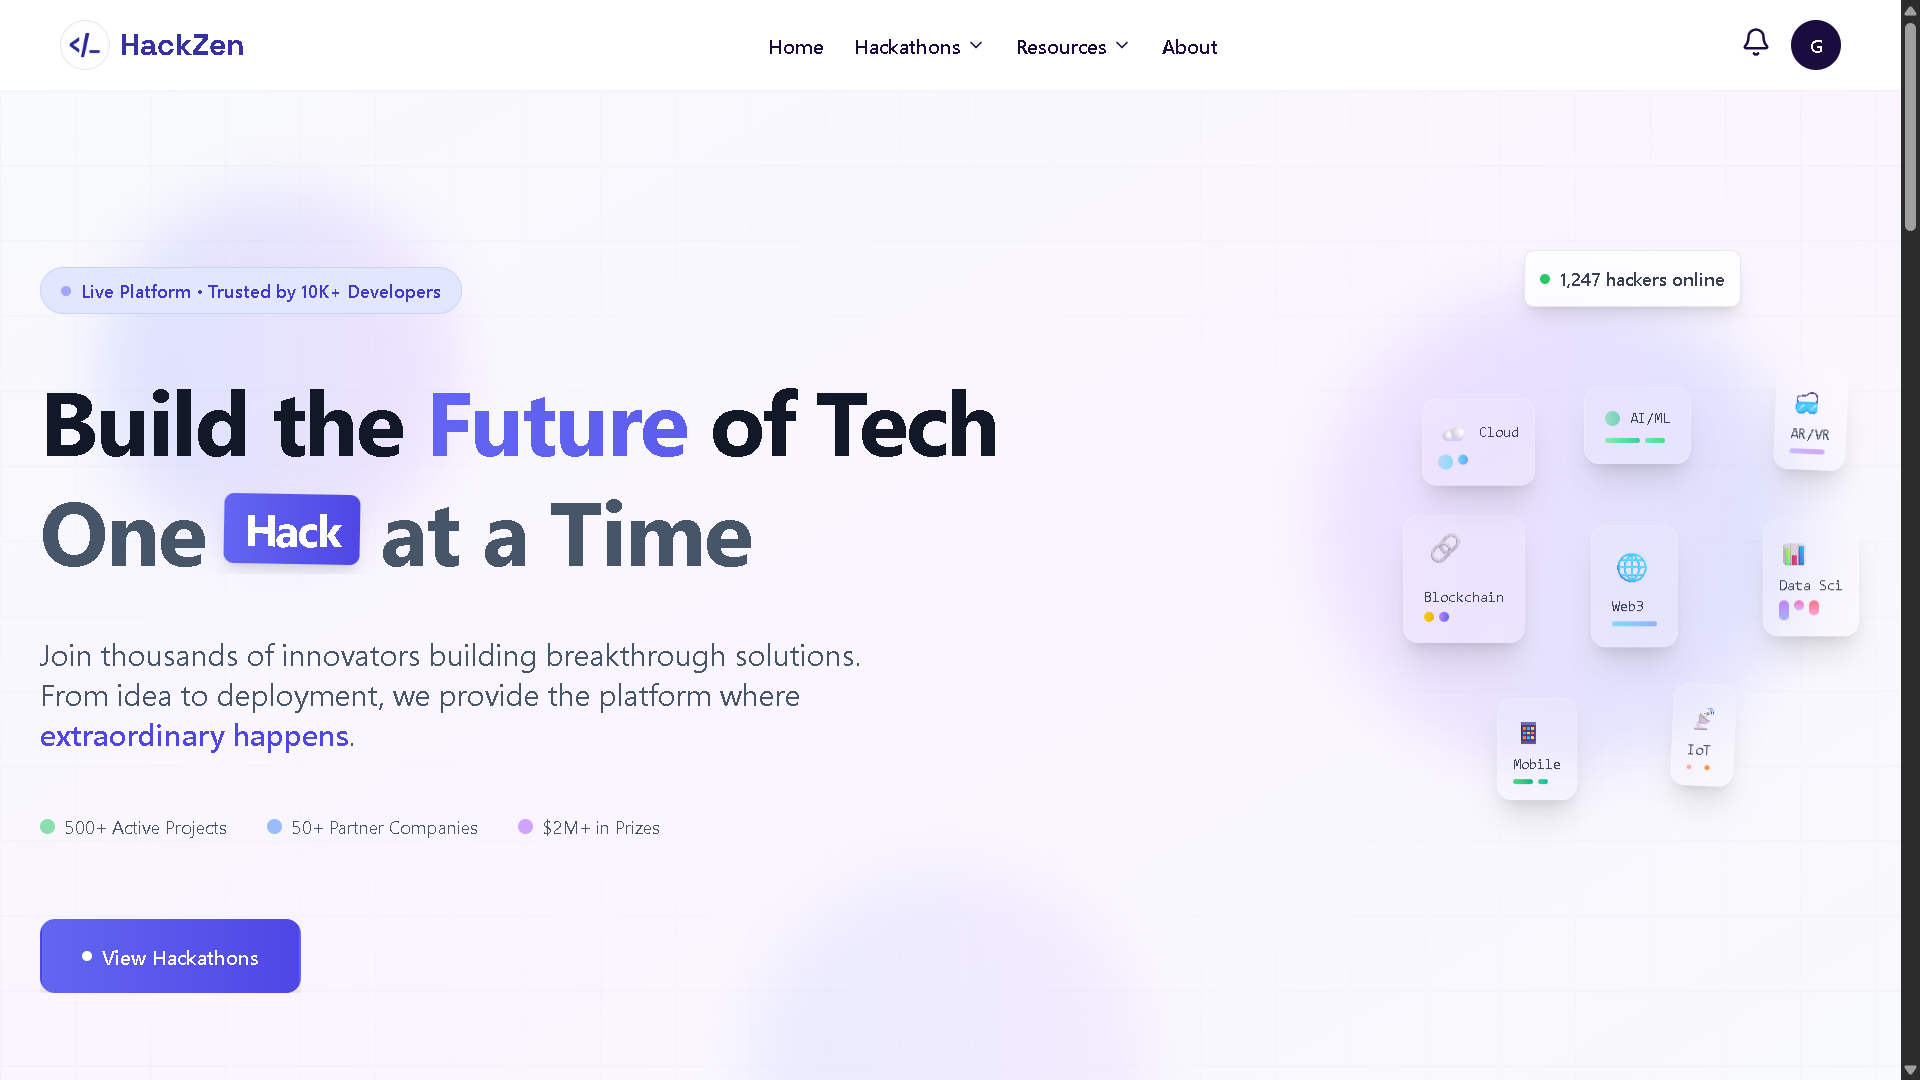 </> HackZen
Home
Hackathons
Resources
About
G
Live Platform • Trusted by 10K+ Developers
Build the Future of Tech
One Hack at a Time
Join thousands of innovators building breakthrough solutions.
From idea to deployment, we provide the platform where
extraordinary happens.
500+ Active Projects
50+ Partner Companies
$2M+ in Prizes
View Hackathons
1,247 hackers online
Cloud
AI/ML
AR/VR
Blockchain
Web3
Data Sci
Mobile
IoT